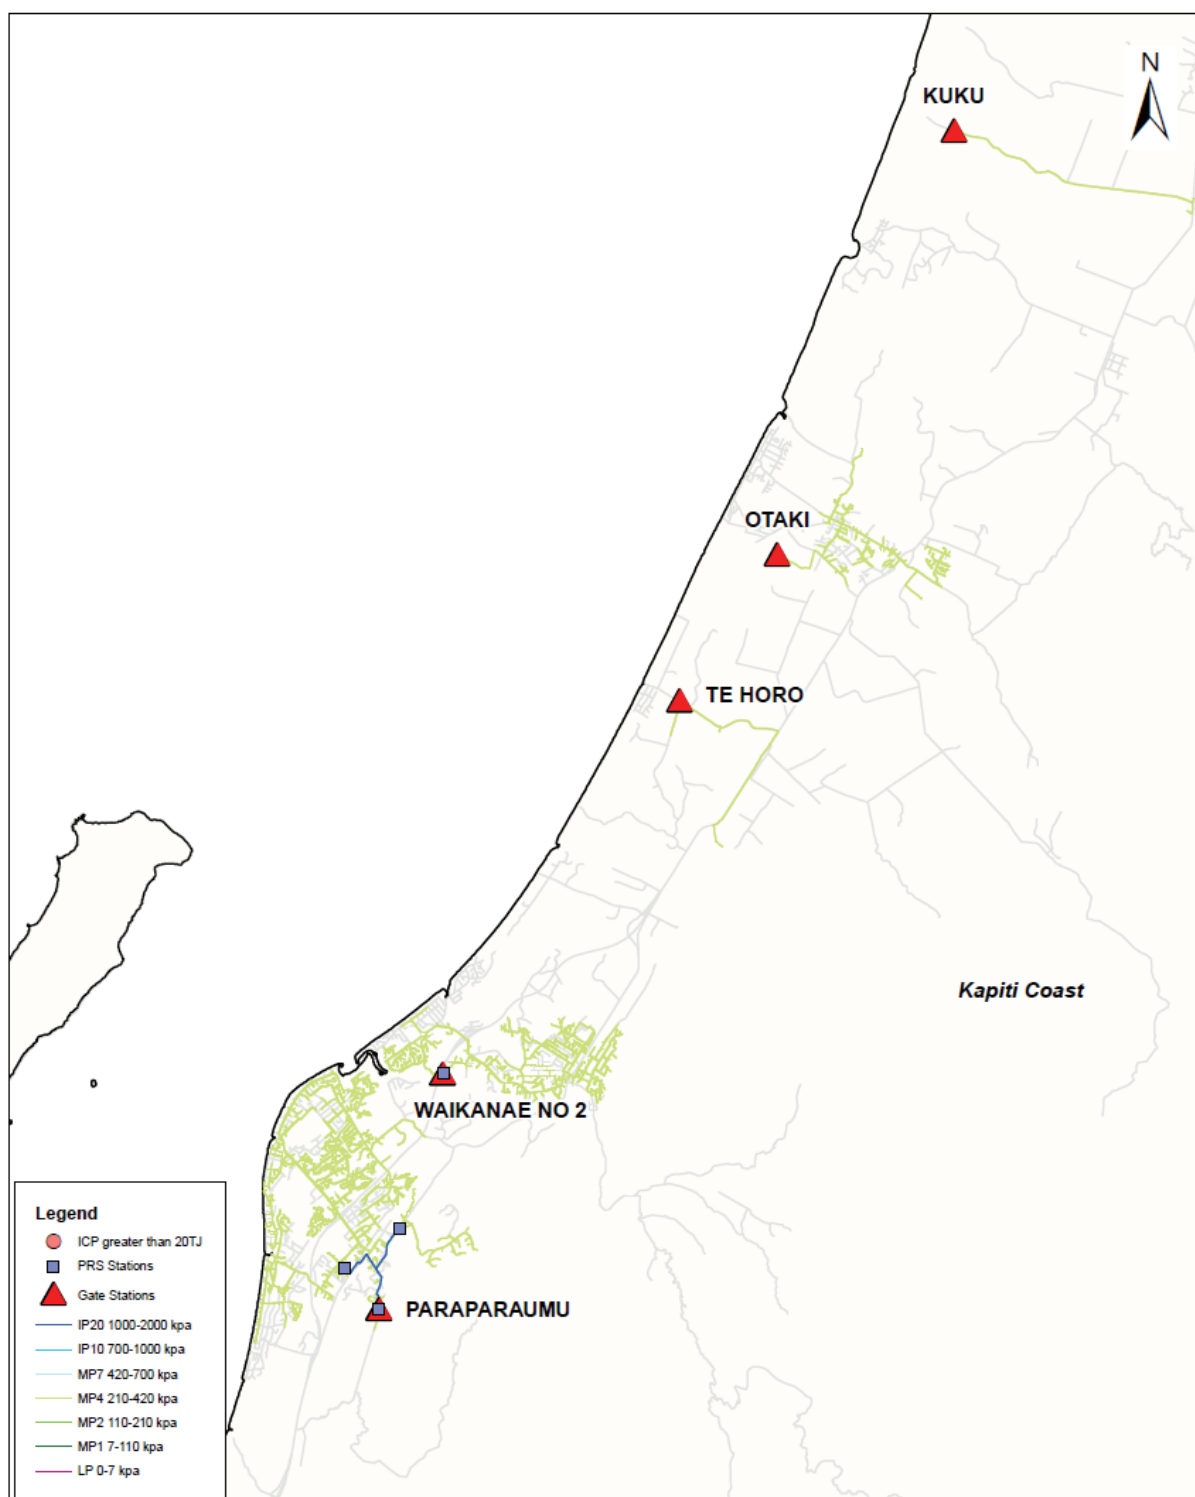 N
KUKU
OTAKI
TE HORO
Kapiti Coast
WAIKANAE NO 2
PARAPARAUMU
Legend
ICP greater than 20TJ
PRS Stations
Gate Stations
IP20 1000-2000 kpa
IP10 700-1000 kpa
MP7 420-700 kpa
MP4 210-420 kpa
MP2 110-210 kpa
MP1 7-110 kpa
LP 0-7 kpa